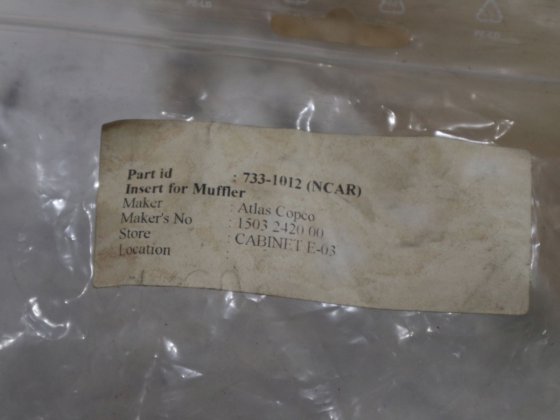 Part id : 733-1012 (NCAR)
Insert for Muffler
Maker : Atlas Copco
Maker's No : 1503 2420 00
Store : CABINET E-03
Location